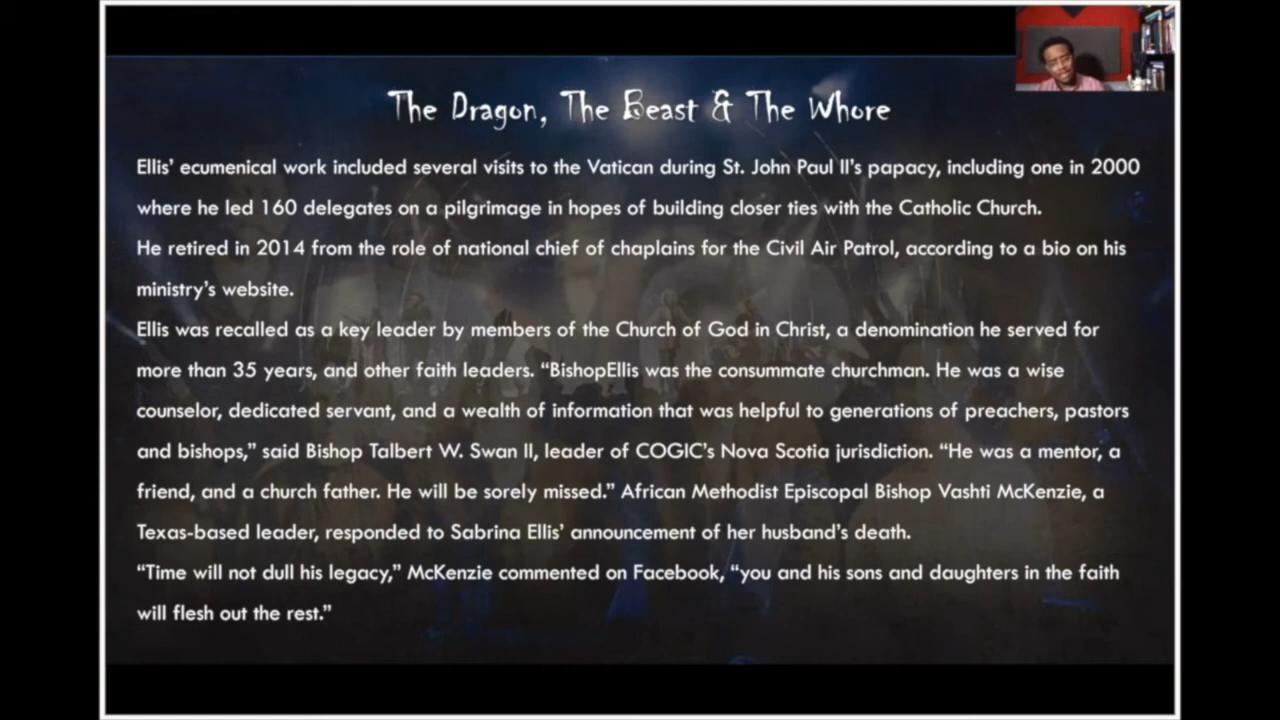 The Dragon, The Beast & The Whore
Ellis' ecumenical work included several visits to the Vatican during St. John Paul II's papacy, including one in 2000
where he led 160 delegates on a pilgrimage in hopes of building closer ties with the Catholic Church.
He retired in 2014 from the role of national chief of chaplains for the Civil Air Patrol, according to a bio on his
ministry's website.
Ellis was recalled as a key leader by members of the Church of God in Christ, a denomination he served for
more than 35 years, and other faith leaders. “BishopEllis was the consummate churchman. He was a wise
counselor, dedicated servant, and a wealth of information that was helpful to generations of preachers, pastors
and bishops,” said Bishop Talbert W. Swan II, leader of COGIC's Nova Scotia jurisdiction. “He was a mentor, a
friend, and a church father. He will be sorely missed.” African Methodist Episcopal Bishop Vashti McKenzie, a
Texas-based leader, responded to Sabrina Ellis' announcement of her husband's death.
“Time will not dull his legacy,” McKenzie commented on Facebook, “you and his sons and daughters in the faith
will flesh out the rest.”